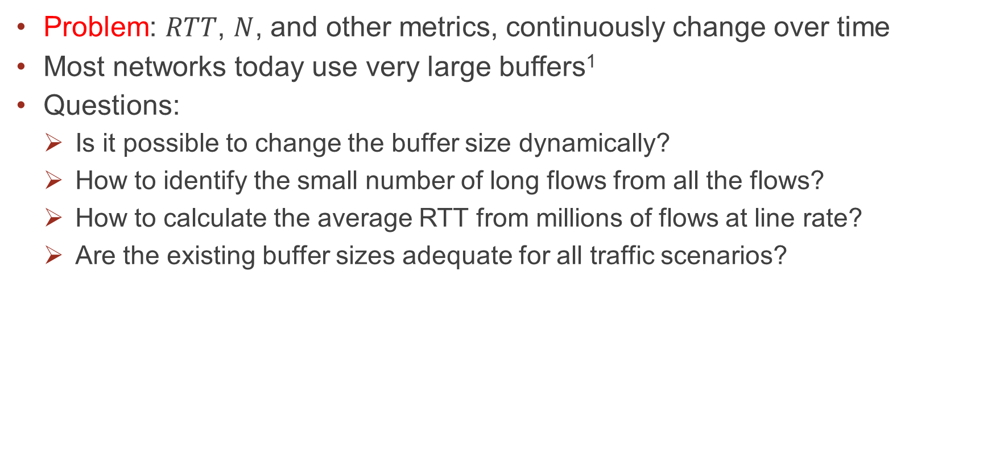 • Problem: RTT, N, and other metrics, continuously change over time
• Most networks today use very large buffers¹
• Questions:
➢ Is it possible to change the buffer size dynamically?
➢ How to identify the small number of long flows from all the flows?
➢ How to calculate the average RTT from millions of flows at line rate?
➢ Are the existing buffer sizes adequate for all traffic scenarios?